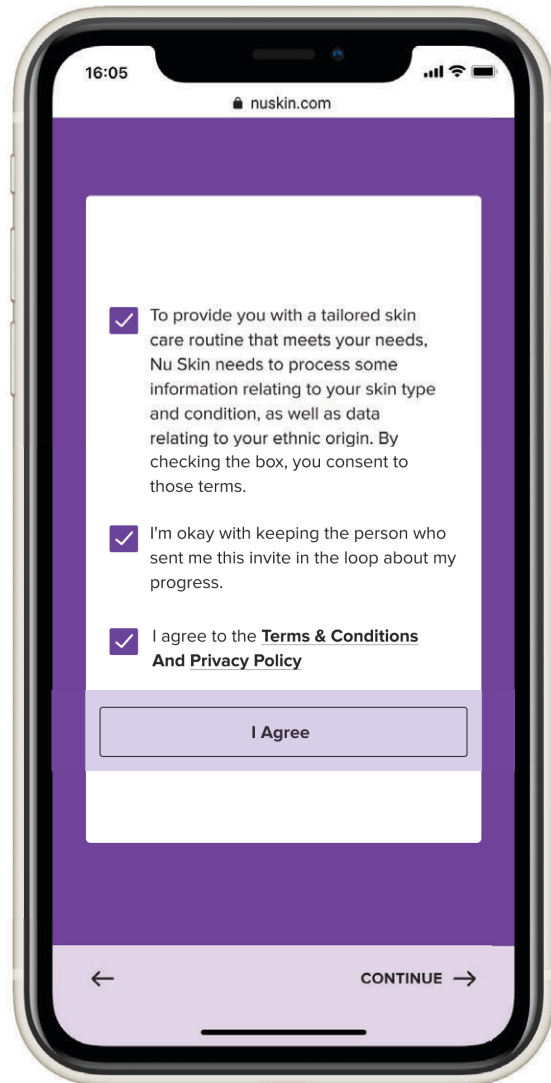 16:05
nuskin.com
To provide you with a tailored skin
care routine that meets your needs,
Nu Skin needs to process some
information relating to your skin type
and condition, as well as data
relating to your ethnic origin. By
checking the box, you consent to
those terms.
I'm okay with keeping the person who
sent me this invite in the loop about my
progress.
I agree to the Terms & Conditions
And Privacy Policy
I Agree
CONTINUE